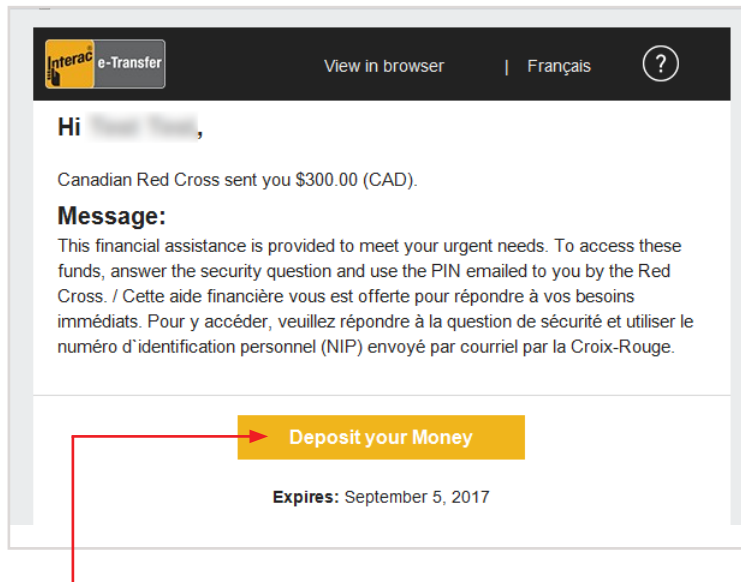 Interac e-Transfer
View in browser | Français ?
Hi ,
Canadian Red Cross sent you $300.00 (CAD).
Message:
This financial assistance is provided to meet your urgent needs. To access these
funds, answer the security question and use the PIN emailed to you by the Red
Cross. / Cette aide financière vous est offerte pour répondre à vos besoins
immédiats. Pour y accéder, veuillez répondre à la question de sécurité et utiliser le
numéro d`identification personnel (NIP) envoyé par courriel par la Croix-Rouge.
Deposit your Money
Expires: September 5, 2017